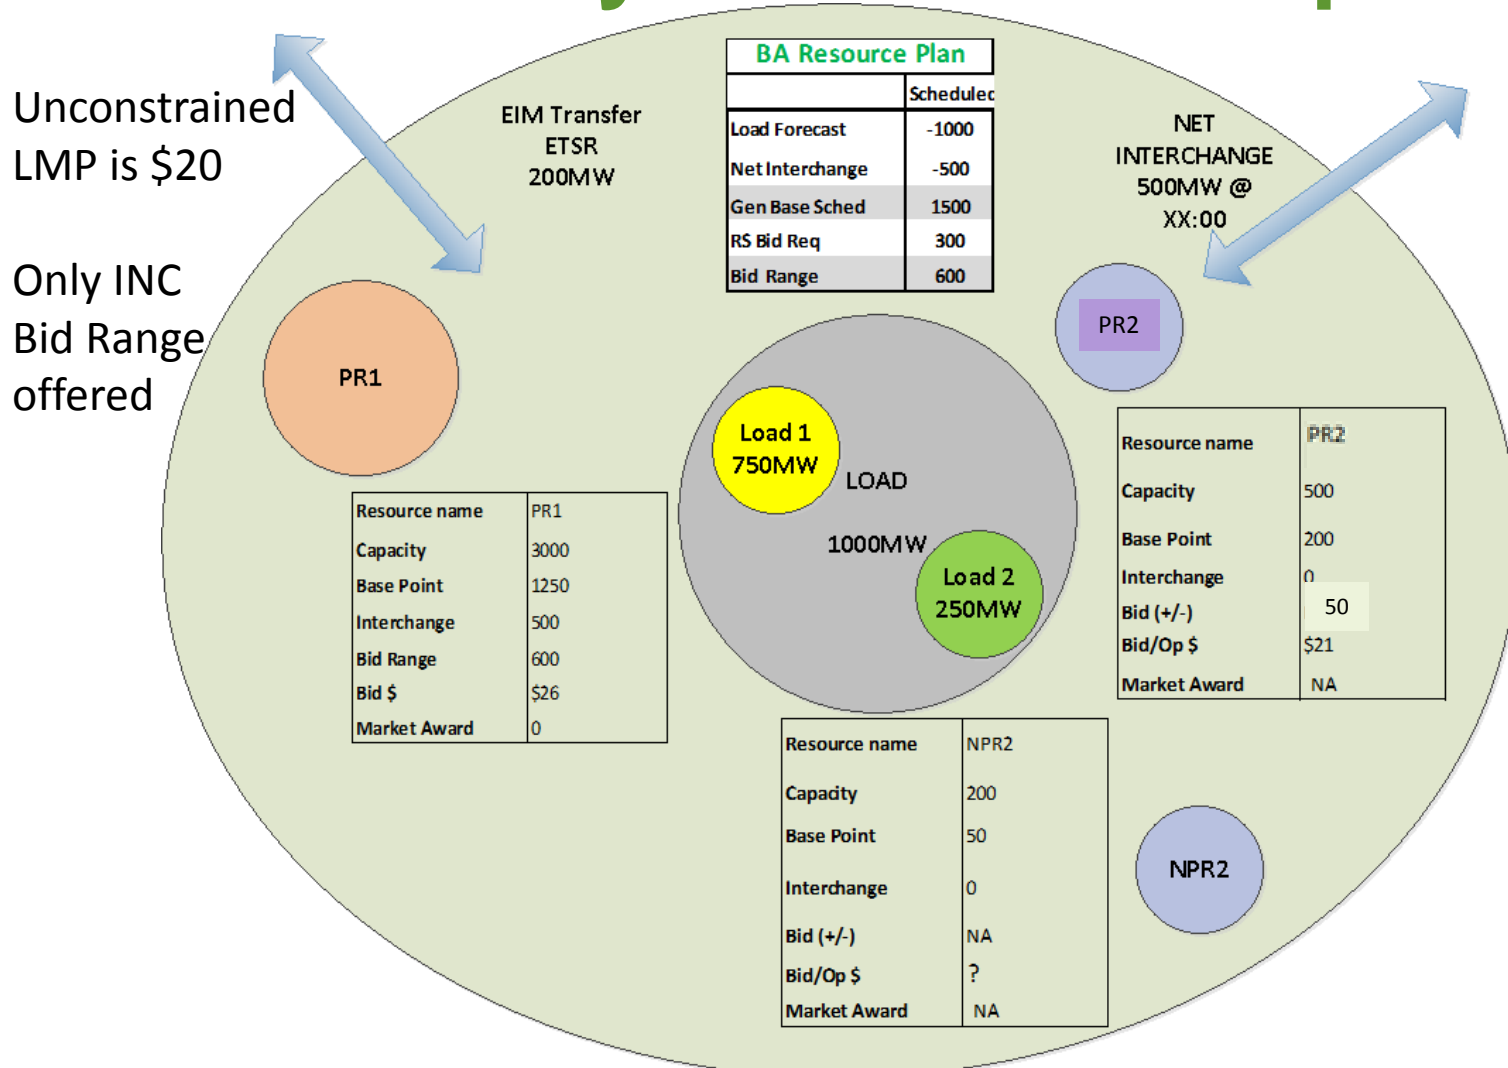 Unconstrained
LMP is $20
Only INC
Bid Range
offered
EIM Transfer
ETSR
200MW
BA Resource Plan
Scheduled
Load Forecast -1000
Net Interchange -500
Gen Base Sched 1500
RS Bid Req 300
Bid Range 600
NET
INTERCHANGE
500MW @
XX:00
PR1
PR2
Load 1
750MW
LOAD
1000MW
Load 2
250MW
Resource name PR1
Capacity 3000
Base Point 1250
Interchange 500
Bid Range 600
Bid $ $26
Market Award 0
Resource name PR2
Capacity 500
Base Point 200
Interchange 0
Bid (+/-) 50
Bid/Op $ $21
Market Award NA
Resource name NPR2
Capacity 200
Base Point 50
Interchange 0
Bid (+/-) NA
Bid/Op $ ?
Market Award NA
NPR2